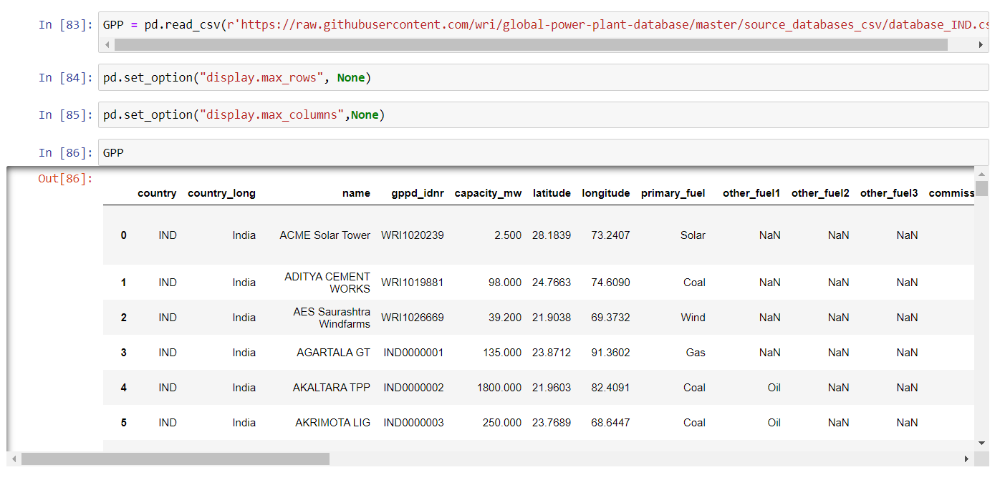 In [83]: GPP = pd.read_csv(r'https://raw.githubusercontent.com/wri/global-power-plant-database/master/source_databases_csv/database_IND.cs
In [84]: pd.set_option("display.max_rows", None)
In [85]: pd.set_option("display.max_columns",None)
In [86]: GPP
Out[86]:
country country_long name gppd_idnr capacity_mw latitude longitude primary_fuel other_fuel1 other_fuel2 other_fuel3 commiss
0 IND India ACME Solar Tower WRI1020239 2.500 28.1839 73.2407 Solar NaN NaN NaN
1 IND India ADITYA CEMENT WORKS WRI1019881 98.000 24.7663 74.6090 Coal NaN NaN NaN
2 IND India AES Saurashtra Windfarms WRI1026669 39.200 21.9038 69.3732 Wind NaN NaN NaN
3 IND India AGARTALA GT IND0000001 135.000 23.8712 91.3602 Gas NaN NaN NaN
4 IND India AKALTARA TPP IND0000002 1800.000 21.9603 82.4091 Coal Oil NaN NaN
5 IND India AKRIMOTA LIG IND0000003 250.000 23.7689 68.6447 Coal Oil NaN NaN